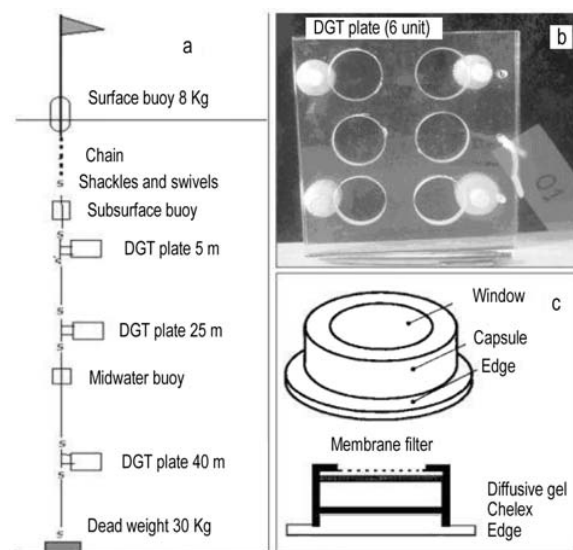 a
Surface buoy 8 Kg
Chain
Shackles and swivels
s
Subsurface buoy
s
DGT plate 5 m
s
s
DGT plate 25 m
s
Midwater buoy
s
DGT plate 40 m
s
s
Dead weight 30 Kg
DGT plate (6 unit)
b
01
c
Window
Capsule
Edge
Membrane filter
Diffusive gel
Chelex
Edge